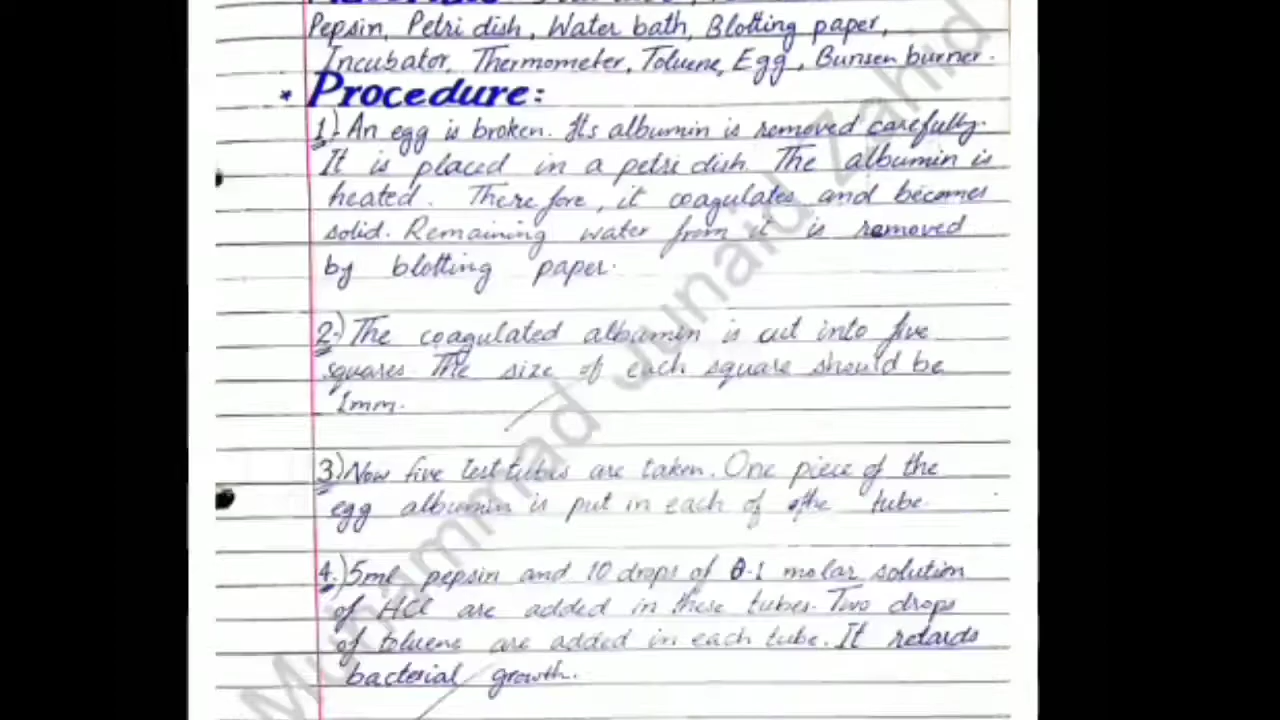 Pepsin, Petri dish, Water bath, Blotting paper,
Incubator, Thermometer, Toluene, Egg, Bunsen burner.
* Procedure:
1) An egg is broken. Its albumin is removed carefully.
It is placed in a petri dish. The albumin is
heated. Therefore, it coagulates and becomes
solid. Remaining water from it is removed
by blotting paper.
2) The coagulated albumin is cut into five
squares. The size of each square should be
1mm.
3) Now five test tubes are taken. One piece of the
egg albumin is put in each of the tube.
4) 5ml pepsin and 10 drops of 0.1 molar solution
of HCl are added in these tubes. Two drops
of toluene are added in each tube. It retards
bacterial growth.
Muhammad Junaid Zahid